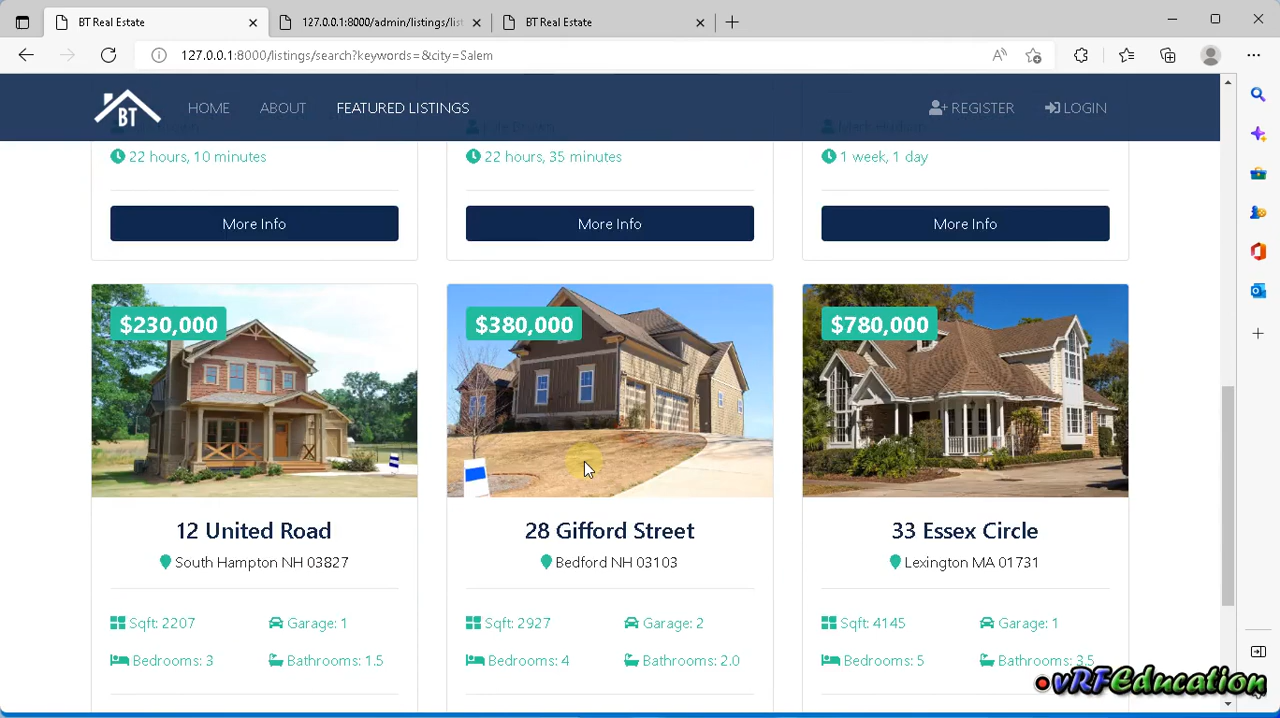 BT Real Estate
127.0.0.1:8000/admin/listings/list
BT Real Estate
127.0.0.1:8000/listings/search?keywords=&city=Salem
BT
HOME
ABOUT
FEATURED LISTINGS
REGISTER
LOGIN
22 hours, 10 minutes
22 hours, 35 minutes
1 week, 1 day
More Info
More Info
More Info
$230,000
$380,000
$780,000
12 United Road
28 Gifford Street
33 Essex Circle
South Hampton NH 03827
Bedford NH 03103
Lexington MA 01731
Sqft: 2207
Garage: 1
Sqft: 2927
Garage: 2
Sqft: 4145
Garage: 1
Bedrooms: 3
Bathrooms: 1.5
Bedrooms: 4
Bathrooms: 2.0
Bedrooms: 5
Bathrooms: 3.5
vRFEducation